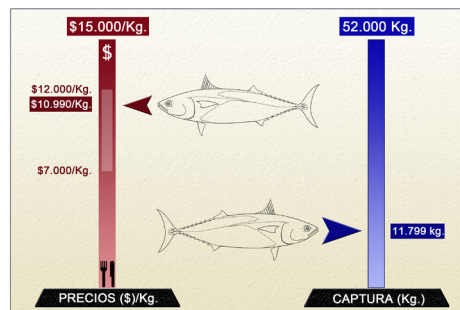 $15.000/Kg.
52.000 Kg.
$
$12.000/Kg.
$10.990/Kg.
$7.000/Kg.
11.799 kg.
PRECIOS ($)/Kg.
CAPTURA (Kg.)